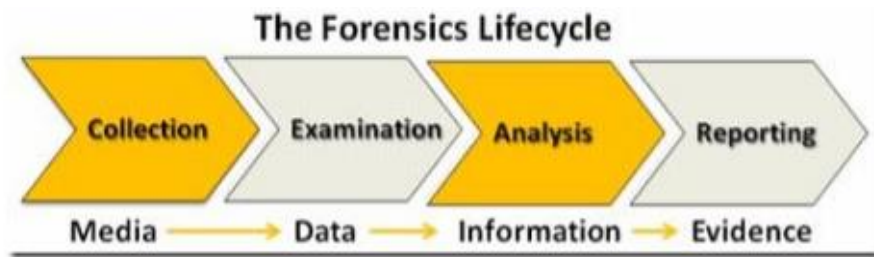 The Forensics Lifecycle
Collection Examination Analysis Reporting
Media Data Information Evidence